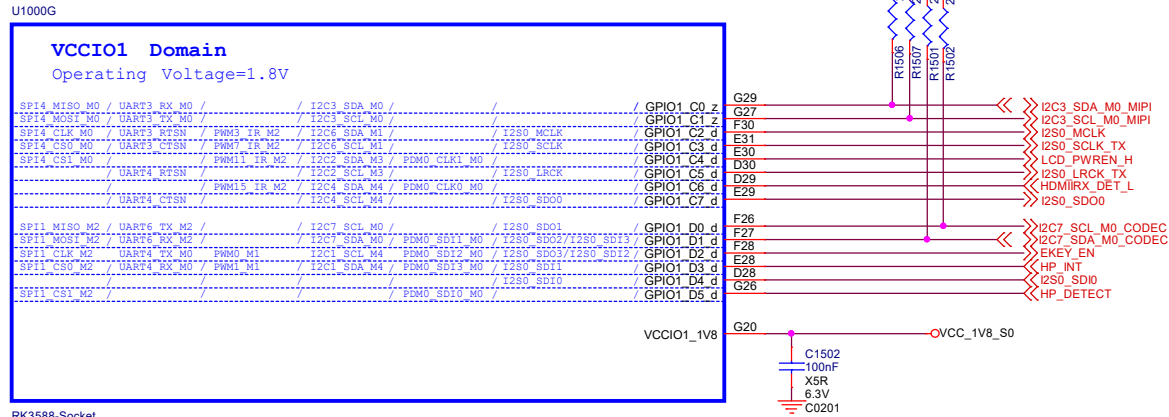 U1000G
VCCIO1 Domain
Operating Voltage=1.8V
R1506
R1507
R1501
R1502
SPI4_MISO_M0 / UART3_RX_M0 / / I2C3_SDA_M0 / / / GPIO1_C0_z G29 I2C3_SDA_M0_MIPI
SPI4_MOSI_M0 / UART3_TX_M0 / / I2C3_SCL_M0 / / / GPIO1_C1_z G27 I2C3_SCL_M0_MIPI
SPI4_CLK_M0 / UART3_RTSN / PWM3_IR_M2 / I2C6_SDA_M1 / / I2S0_MCLK / GPIO1_C2_d F30 I2S0_MCLK
SPI4_CS0_M0 / UART3_CTSN / PWM7_IR_M2 / I2C6_SCL_M1 / / I2S0_SCLK / GPIO1_C3_d E31 I2S0_SCLK_TX
SPI4_CS1_M0 / / PWM11_IR_M2 / I2C2_SDA_M3 / PDM0_CLK1_M0 / / GPIO1_C4_d E30 LCD_PWREN_H
/ UART4_RTSN / / I2C2_SCL_M3 / / I2S0_LRCK / GPIO1_C5_d D30 I2S0_LRCK_TX
/ / PWM15_IR_M2 / I2C4_SDA_M4 / PDM0_CLK0_M0 / / GPIO1_C6_d D29 HDMIIRX_DET_L
/ UART4_CTSN / / I2C4_SCL_M4 / / I2S0_SDO0 / GPIO1_C7_d E29 I2S0_SDO0
SPI1_MISO_M2 / UART6_TX_M2 / / I2C7_SCL_M0 / / I2S0_SDO1 / GPIO1_D0_d F26 I2C7_SCL_M0_CODEC
SPI1_MOSI_M2 / UART6_RX_M2 / / I2C7_SDA_M0 / PDM0_SDI1_M0 / I2S0_SDO2/I2S0_SDI3 / GPIO1_D1_d F27 I2C7_SDA_M0_CODEC
SPI1_CLK_M2 / UART4_TX_M0 / PWM0_M1 / I2C1_SCL_M4 / PDM0_SDI2_M0 / I2S0_SDO3/I2S0_SDI2 / GPIO1_D2_d F28 EKEY_EN
SPI1_CS0_M2 / UART4_RX_M0 / PWM1_M1 / I2C1_SDA_M4 / PDM0_SDI3_M0 / I2S0_SDI1 / GPIO1_D3_d E28 HP_INT
/ / / / / I2S0_SDI0 / GPIO1_D4_d D28 I2S0_SDI0
SPI1_CS1_M2 / / / / PDM0_SDI0_M0 / / GPIO1_D5_d G26 HP_DETECT
VCCIO1_1V8 G20 VCC_1V8_S0
C1502
100nF
X5R
6.3V
C0201
RK3588-Socket